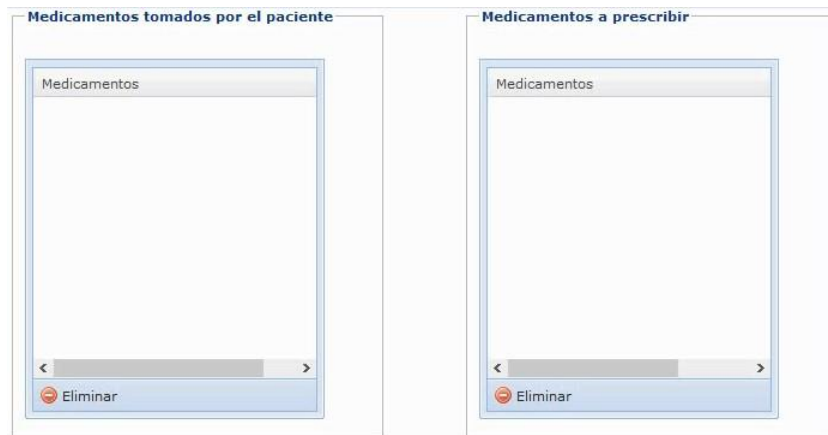 Medicamentos tomados por el paciente
Medicamentos
Eliminar
Medicamentos a prescribir
Medicamentos
Eliminar